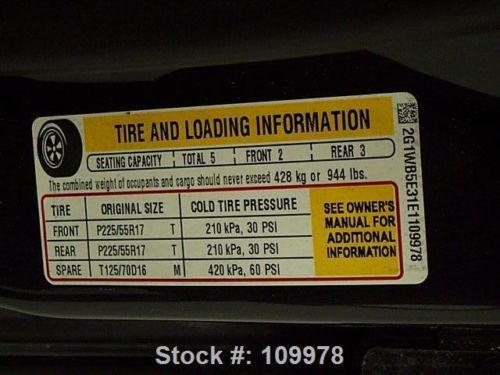 TIRE AND LOADING INFORMATION
SEATING CAPACITY TOTAL 5 FRONT 2 REAR 3
The combined weight of occupants and cargo should never exceed 428 kg or 944 lbs.
TIRE ORIGINAL SIZE COLD TIRE PRESSURE
FRONT P225/55R17 T 210 kPa, 30 PSI
REAR P225/55R17 T 210 kPa, 30 PSI
SPARE T125/70D16 M 420 kPa, 60 PSI
SEE OWNER'S
MANUAL FOR
ADDITIONAL
INFORMATION
2G1WB5E31E1109978
Stock #: 109978